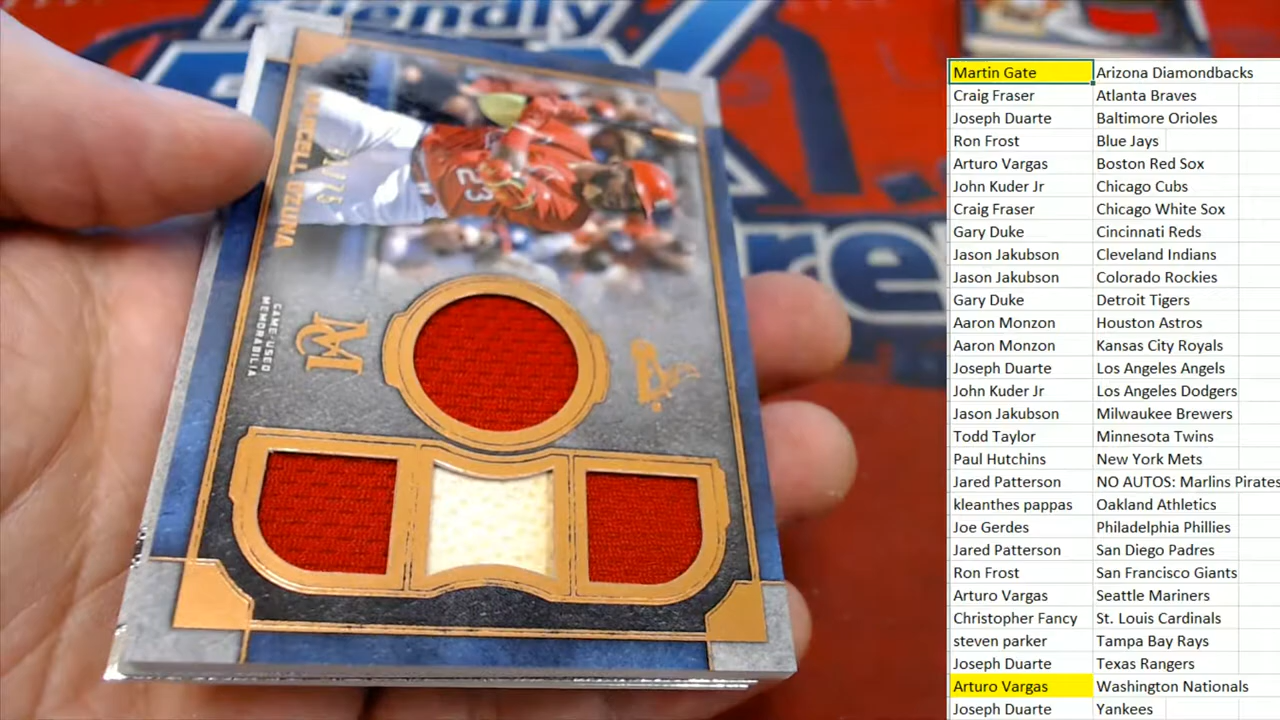 Friendly
MARCELL OZUNA
23
GAME-USED
MEMORABILIA
M
re
Martin Gate Arizona Diamondbacks
Craig Fraser Atlanta Braves
Joseph Duarte Baltimore Orioles
Ron Frost Blue Jays
Arturo Vargas Boston Red Sox
John Kuder Jr Chicago Cubs
Craig Fraser Chicago White Sox
Gary Duke Cincinnati Reds
Jason Jakubson Cleveland Indians
Jason Jakubson Colorado Rockies
Gary Duke Detroit Tigers
Aaron Monzon Houston Astros
Aaron Monzon Kansas City Royals
Joseph Duarte Los Angeles Angels
John Kuder Jr Los Angeles Dodgers
Jason Jakubson Milwaukee Brewers
Todd Taylor Minnesota Twins
Paul Hutchins New York Mets
Jared Patterson NO AUTOS: Marlins Pirates
kleanthes pappas Oakland Athletics
Joe Gerdes Philadelphia Phillies
Jared Patterson San Diego Padres
Ron Frost San Francisco Giants
Arturo Vargas Seattle Mariners
Christopher Fancy St. Louis Cardinals
steven parker Tampa Bay Rays
Joseph Duarte Texas Rangers
Arturo Vargas Washington Nationals
Joseph Duarte Yankees